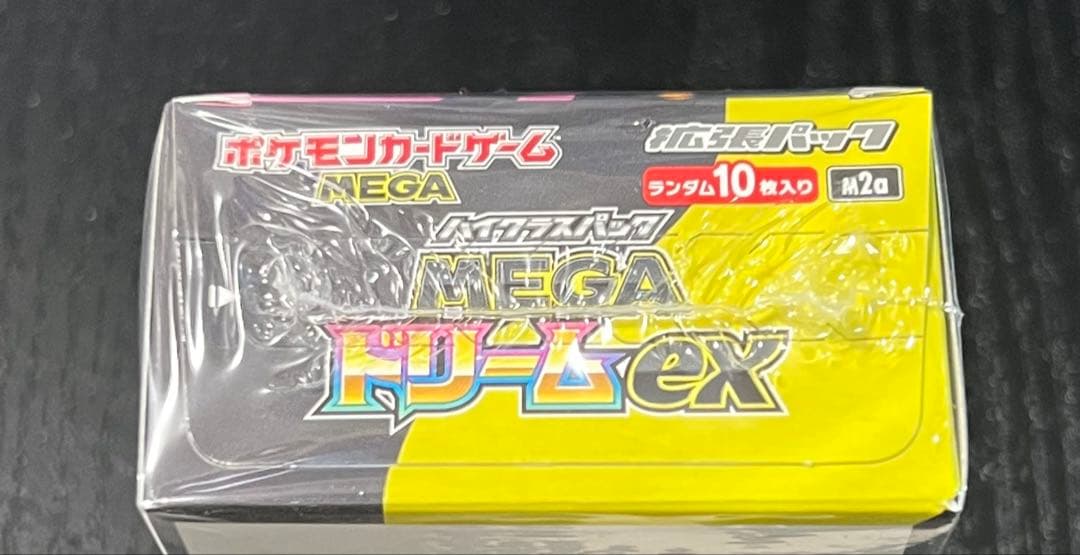 ポケモンカードゲーム
MEGA
拡張パック
ランダム10枚入り M2a
ハイクラスパック
MEGA
ドリームex